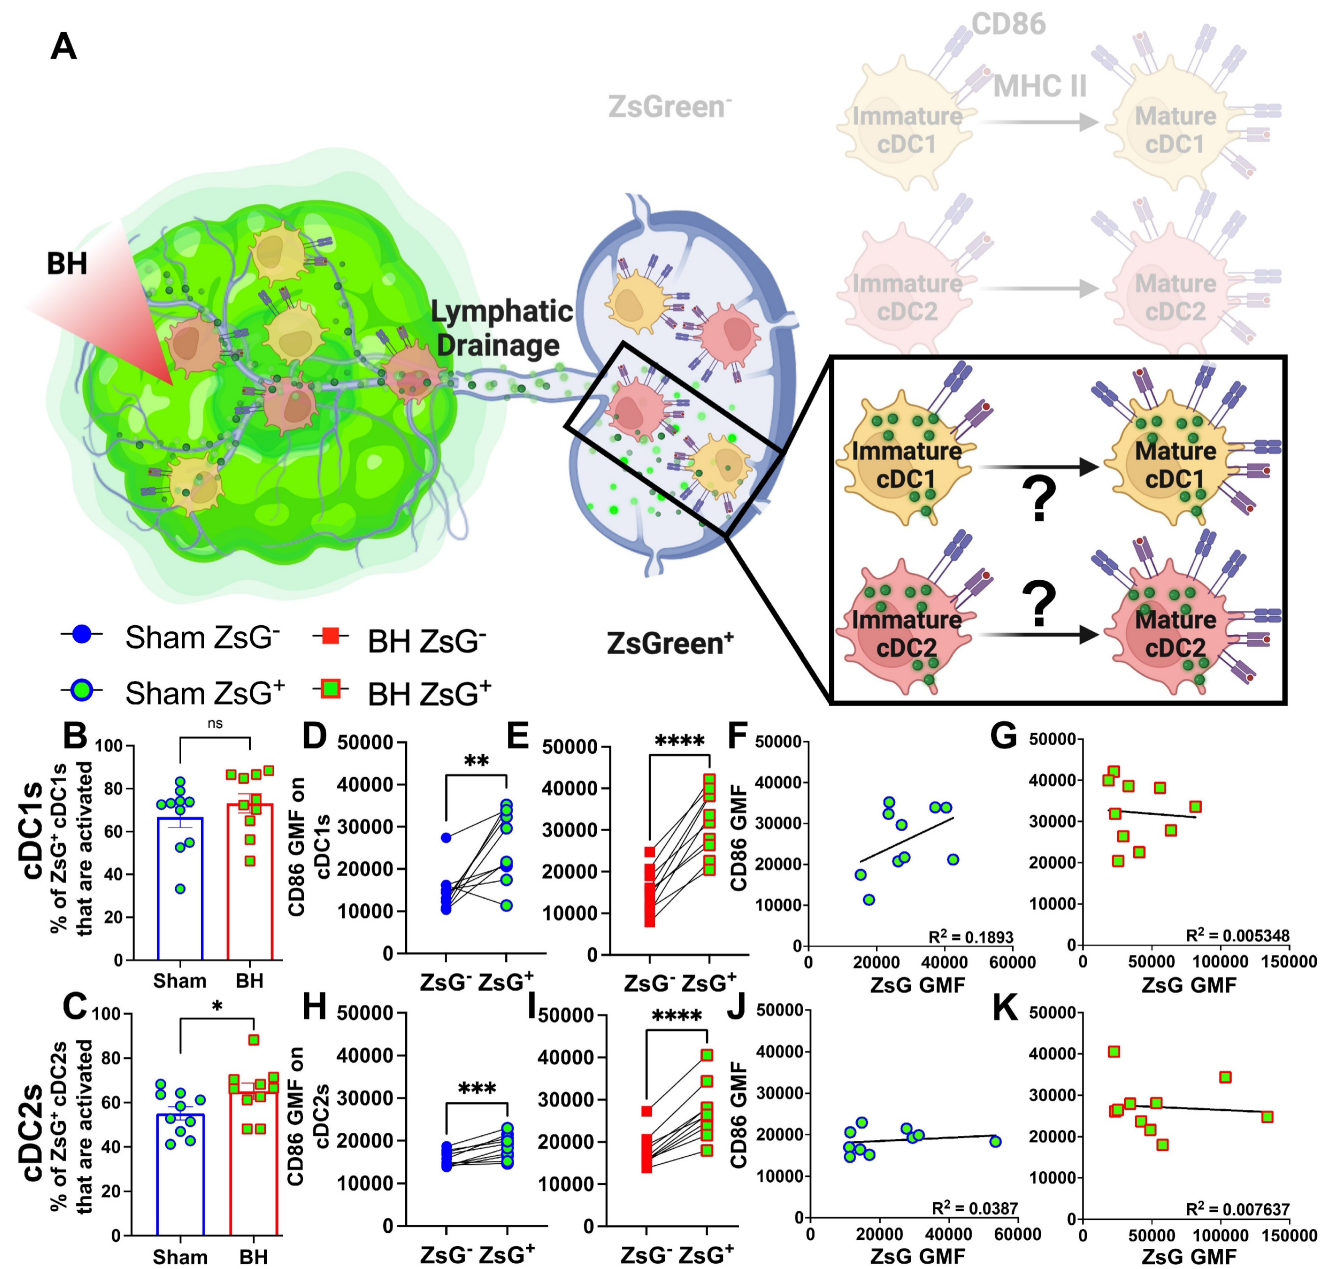 A
CD86
ZsGreen-
MHC II
Immature
cDC1
Mature
cDC1
BH
Immature
cDC2
Mature
cDC2
Lymphatic
Drainage
Immature
cDC1
Mature
cDC1
?
?
Immature
cDC2
Mature
cDC2
ZsGreen+
Sham ZsG-
BH ZsG-
Sham ZsG+
BH ZsG+
cDC1s
B
% of ZsG+ cDC1s
that are activated
100
80
60
40
20
0
ns
Sham
BH
D
CD86 GMF on
cDC1s
50000
40000
30000
20000
10000
0
**
ZsG- ZsG+
E
50000
40000
30000
20000
10000
0
****
ZsG- ZsG+
F
CD86 GMF
50000
40000
30000
20000
10000
0
R2 = 0.1893
0
20000
40000
60000
ZsG GMF
G
50000
40000
30000
20000
10000
0
R2 = 0.005348
0
50000
100000
150000
ZsG GMF
cDC2s
C
% of ZsG+ cDC2s
that are activated
100
80
60
40
20
0
*
Sham
BH
H
CD86 GMF on
cDC2s
50000
40000
30000
20000
10000
0
***
ZsG- ZsG+
I
50000
40000
30000
20000
10000
0
****
ZsG- ZsG+
J
CD86 GMF
50000
40000
30000
20000
10000
0
R2 = 0.0387
0
20000
40000
60000
ZsG GMF
K
50000
40000
30000
20000
10000
0
R2 = 0.007637
0
50000
100000
150000
ZsG GMF